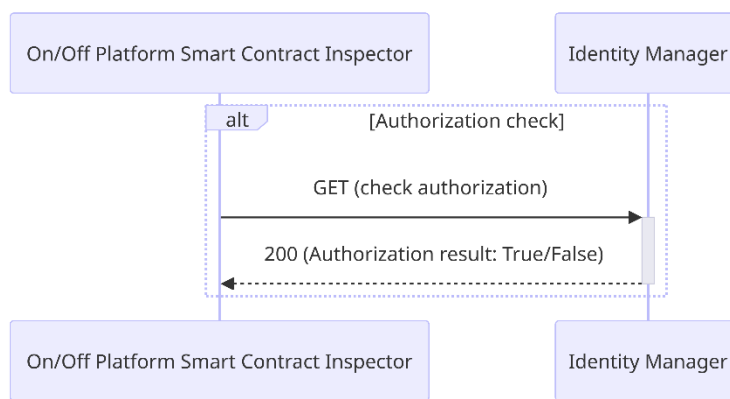 On/Off Platform Smart Contract Inspector
Identity Manager
alt
[Authorization check]
GET (check authorization)
200 (Authorization result: True/False)
On/Off Platform Smart Contract Inspector
Identity Manager